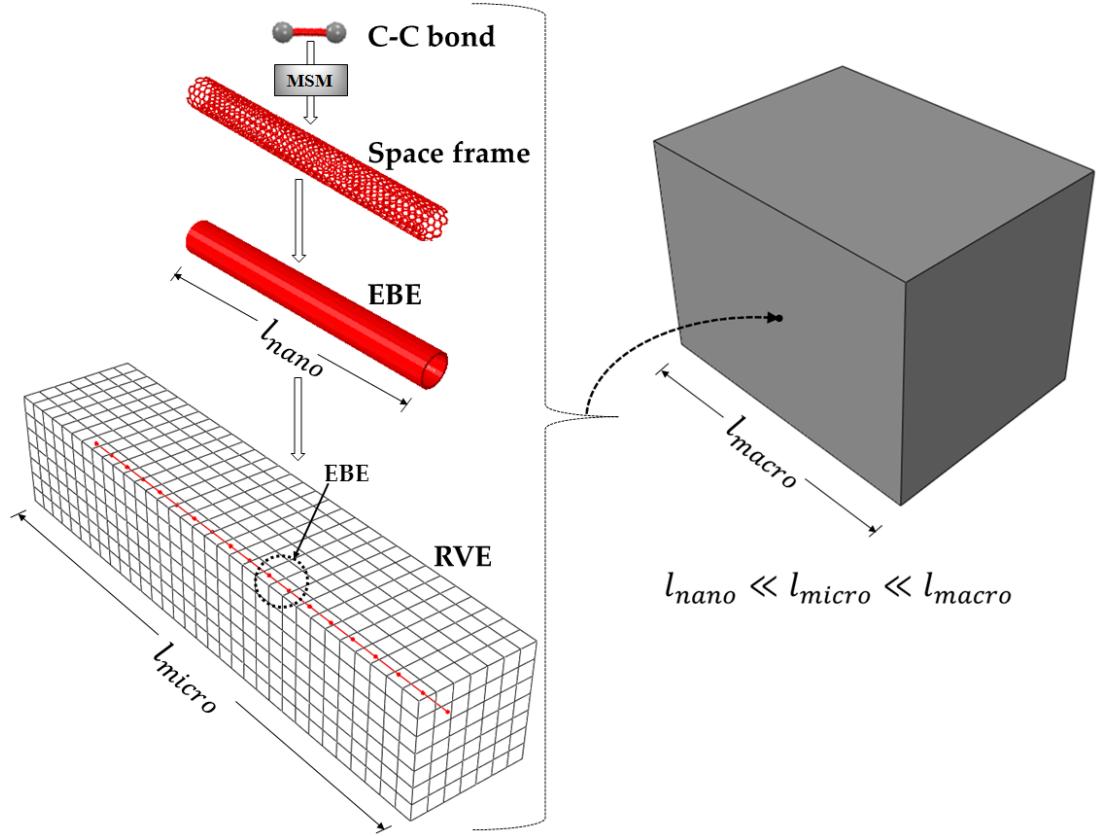 C-C bond
MSM
Space frame
EBE
l_nano
EBE
RVE
l_micro
l_macro
l_nano ≪ l_micro ≪ l_macro